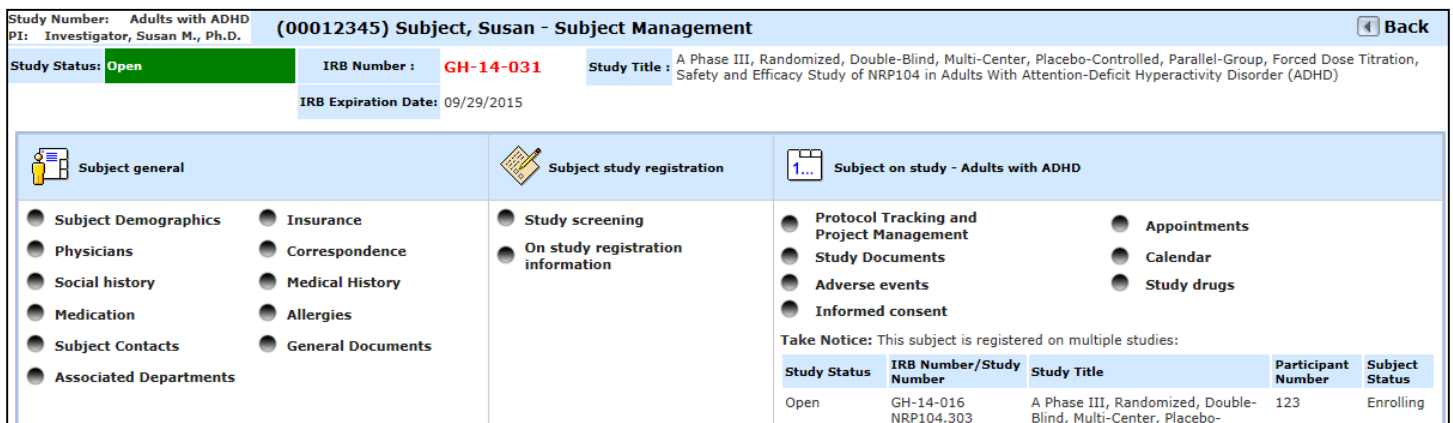 Study Number: Adults with ADHD
PI: Investigator, Susan M., Ph.D.
(00012345) Subject, Susan - Subject Management
Back
Study Status: Open
IRB Number : GH-14-031
Study Title : A Phase III, Randomized, Double-Blind, Multi-Center, Placebo-Controlled, Parallel-Group, Forced Dose Titration,
Safety and Efficacy Study of NRP104 in Adults With Attention-Deficit Hyperactivity Disorder (ADHD)
IRB Expiration Date: 09/29/2015
Subject general
Subject Demographics
Physicians
Social history
Medication
Subject Contacts
Associated Departments
Insurance
Correspondence
Medical History
Allergies
General Documents
Subject study registration
Study screening
On study registration
information
1...
Subject on study - Adults with ADHD
Protocol Tracking and
Project Management
Study Documents
Adverse events
Informed consent
Appointments
Calendar
Study drugs
Take Notice: This subject is registered on multiple studies:
Study Status
IRB Number/Study
Number
Study Title
Participant
Number
Subject
Status
Open
GH-14-016
NRP104.303
A Phase III, Randomized, Double-
Blind, Multi-Center, Placebo-
123
Enrolling